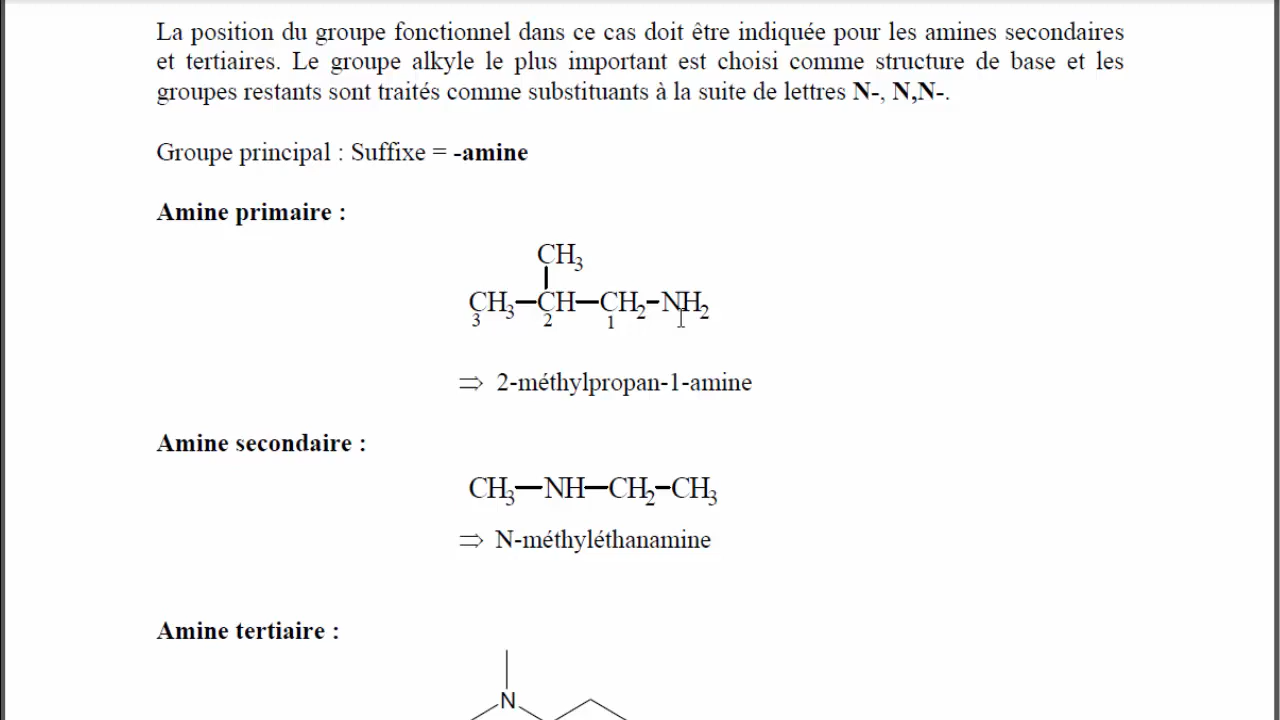 La position du groupe fonctionnel dans ce cas doit être indiquée pour les amines secondaires
et tertiaires. Le groupe alkyle le plus important est choisi comme structure de base et les
groupes restants sont traités comme substituants à la suite de lettres N-, N,N-.
Groupe principal : Suffixe = -amine
Amine primaire :
CH3
CH3–CH–CH2–NH2
3 2 1
⇒ 2-méthylpropan-1-amine
Amine secondaire :
CH3–NH–CH2–CH3
⇒ N-méthyléthanamine
Amine tertiaire :
N